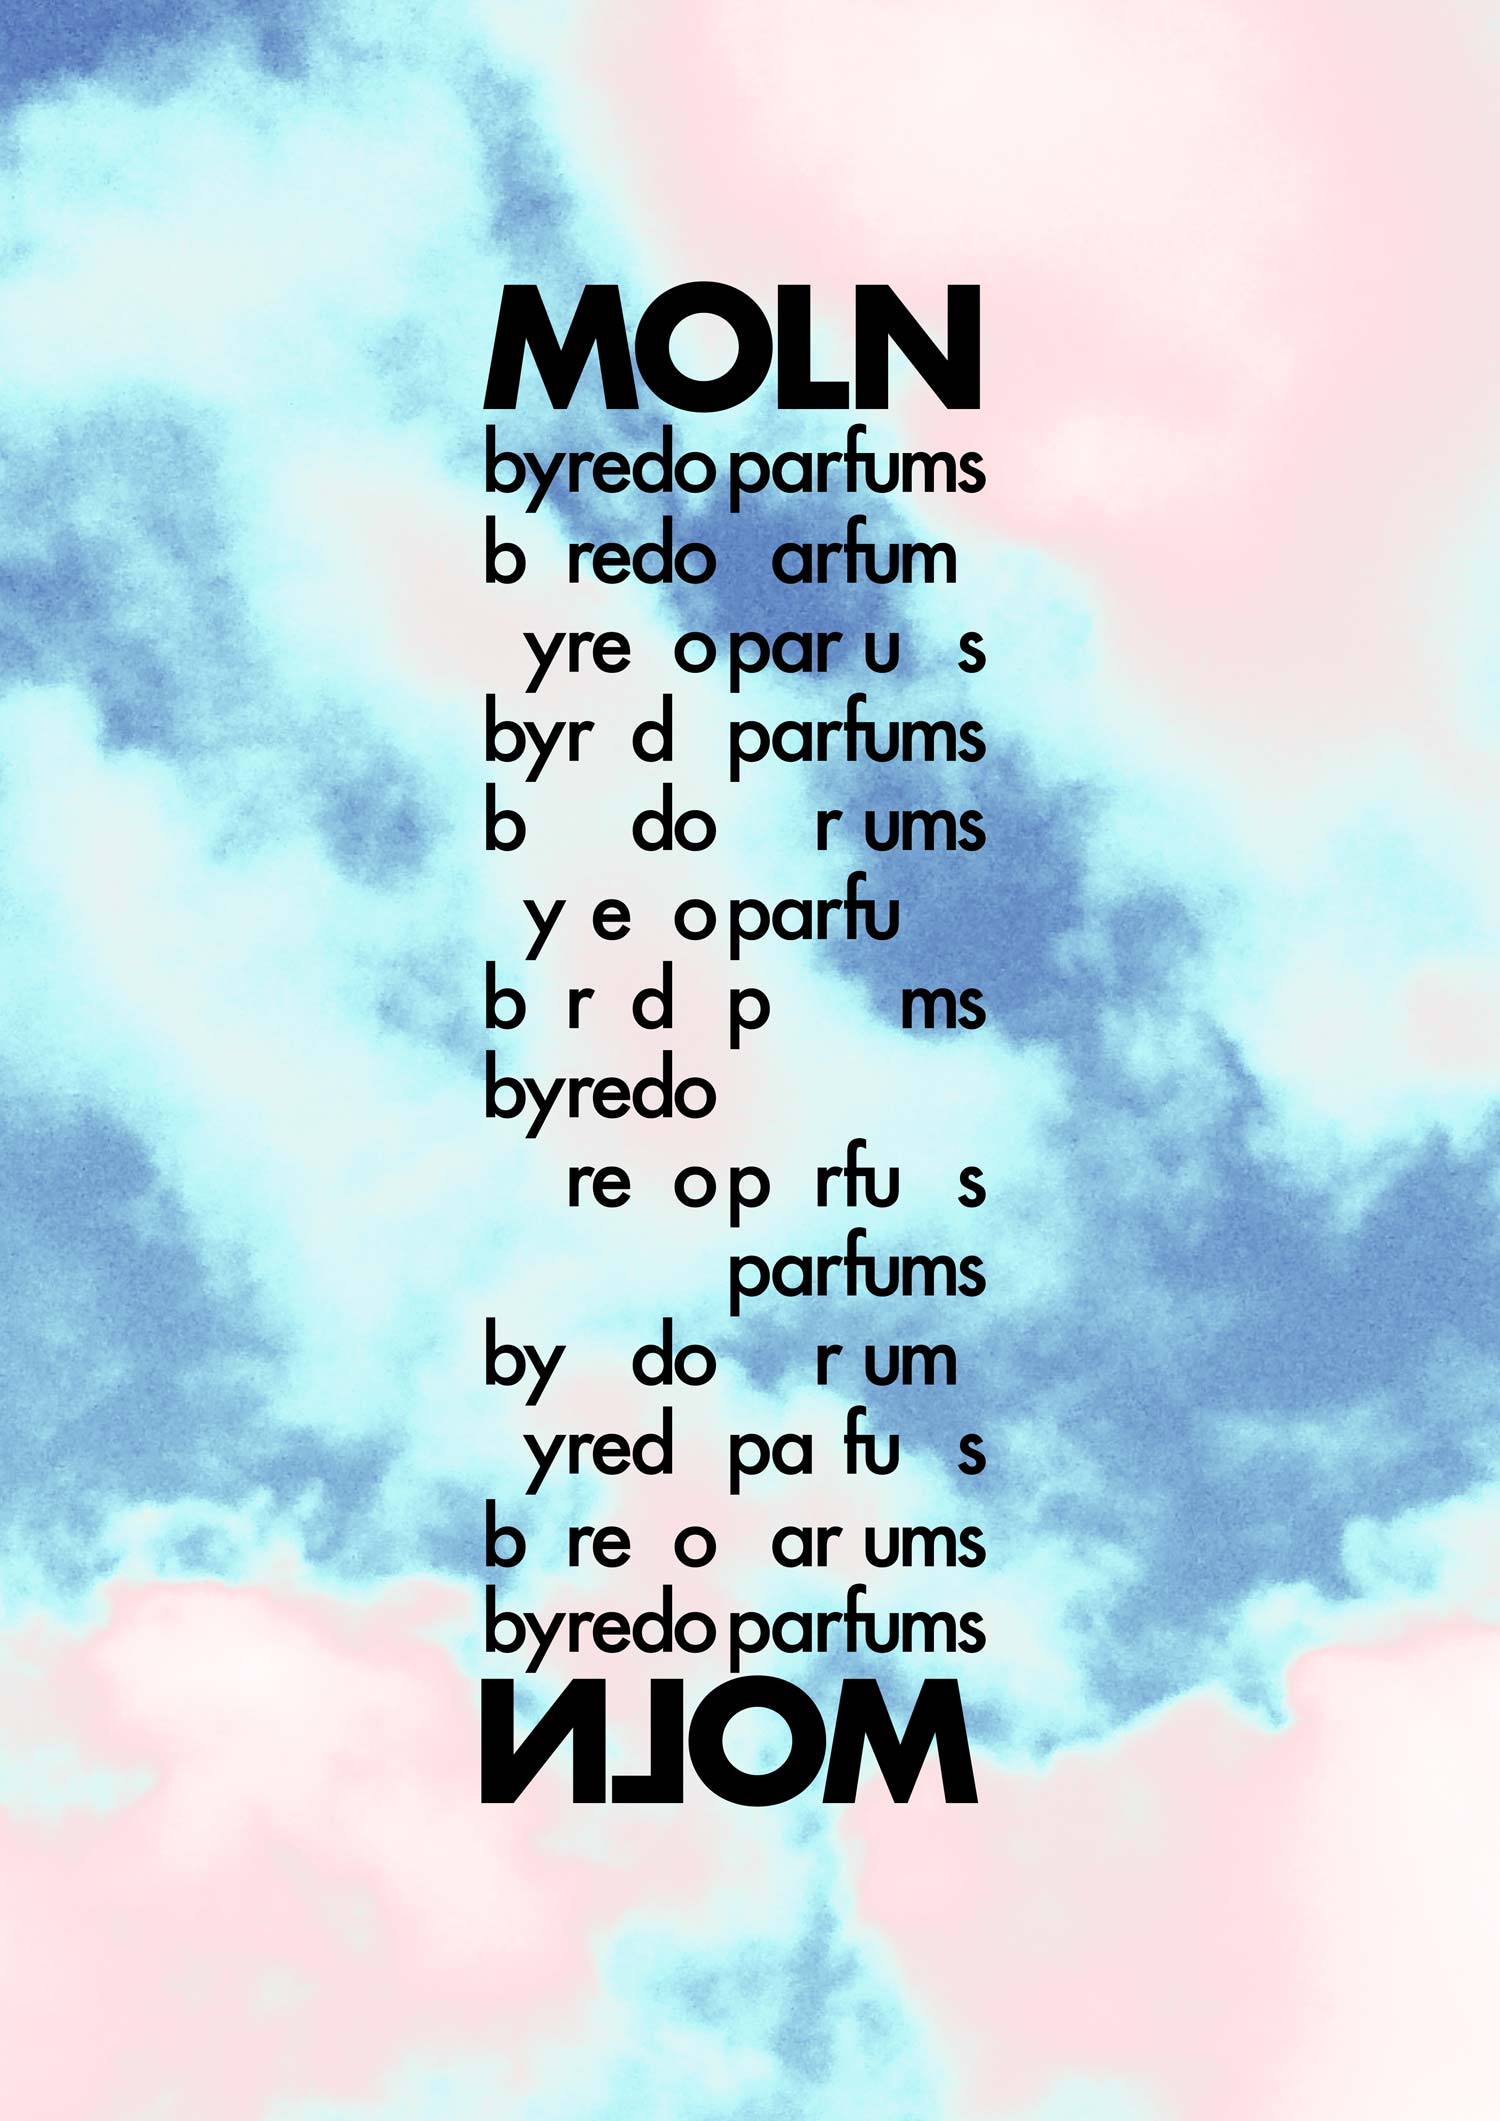 MOLN
byredo parfums
b redo arfum
yre o par u s
byr d parfums
b do r ums
y e o parfu
b r d p ms
byredo
re o p rfu s
parfums
by do r um
yred pa fu s
b re o ar ums
byredo parfums
MOLN